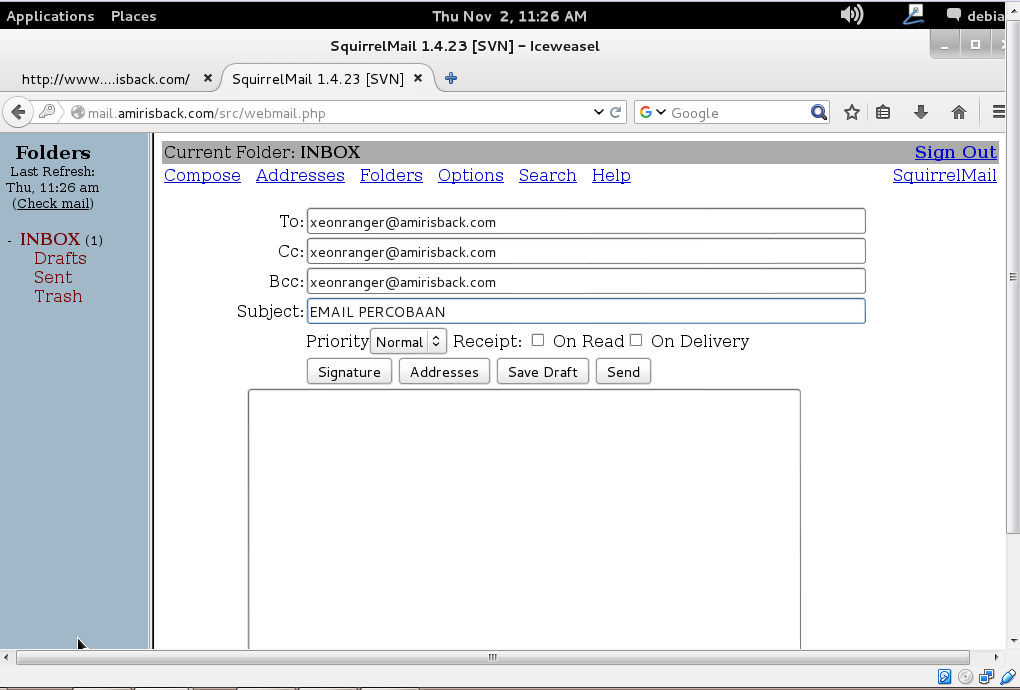 Applications Places Thu Nov 2, 11:26 AM debia
SquirrelMail 1.4.23 [SVN] - Iceweasel
http://www....isback.com/ SquirrelMail 1.4.23 [SVN]
mail.amirisback.com/src/webmail.php Google
Folders
Last Refresh:
Thu, 11:26 am
(Check mail)
- INBOX (1)
Drafts
Sent
Trash
Current Folder: INBOX Sign Out
Compose Addresses Folders Options Search Help SquirrelMail
To: xeonranger@amirisback.com
Cc: xeonranger@amirisback.com
Bcc: xeonranger@amirisback.com
Subject: EMAIL PERCOBAAN
Priority Normal Receipt: On Read On Delivery
Signature Addresses Save Draft Send